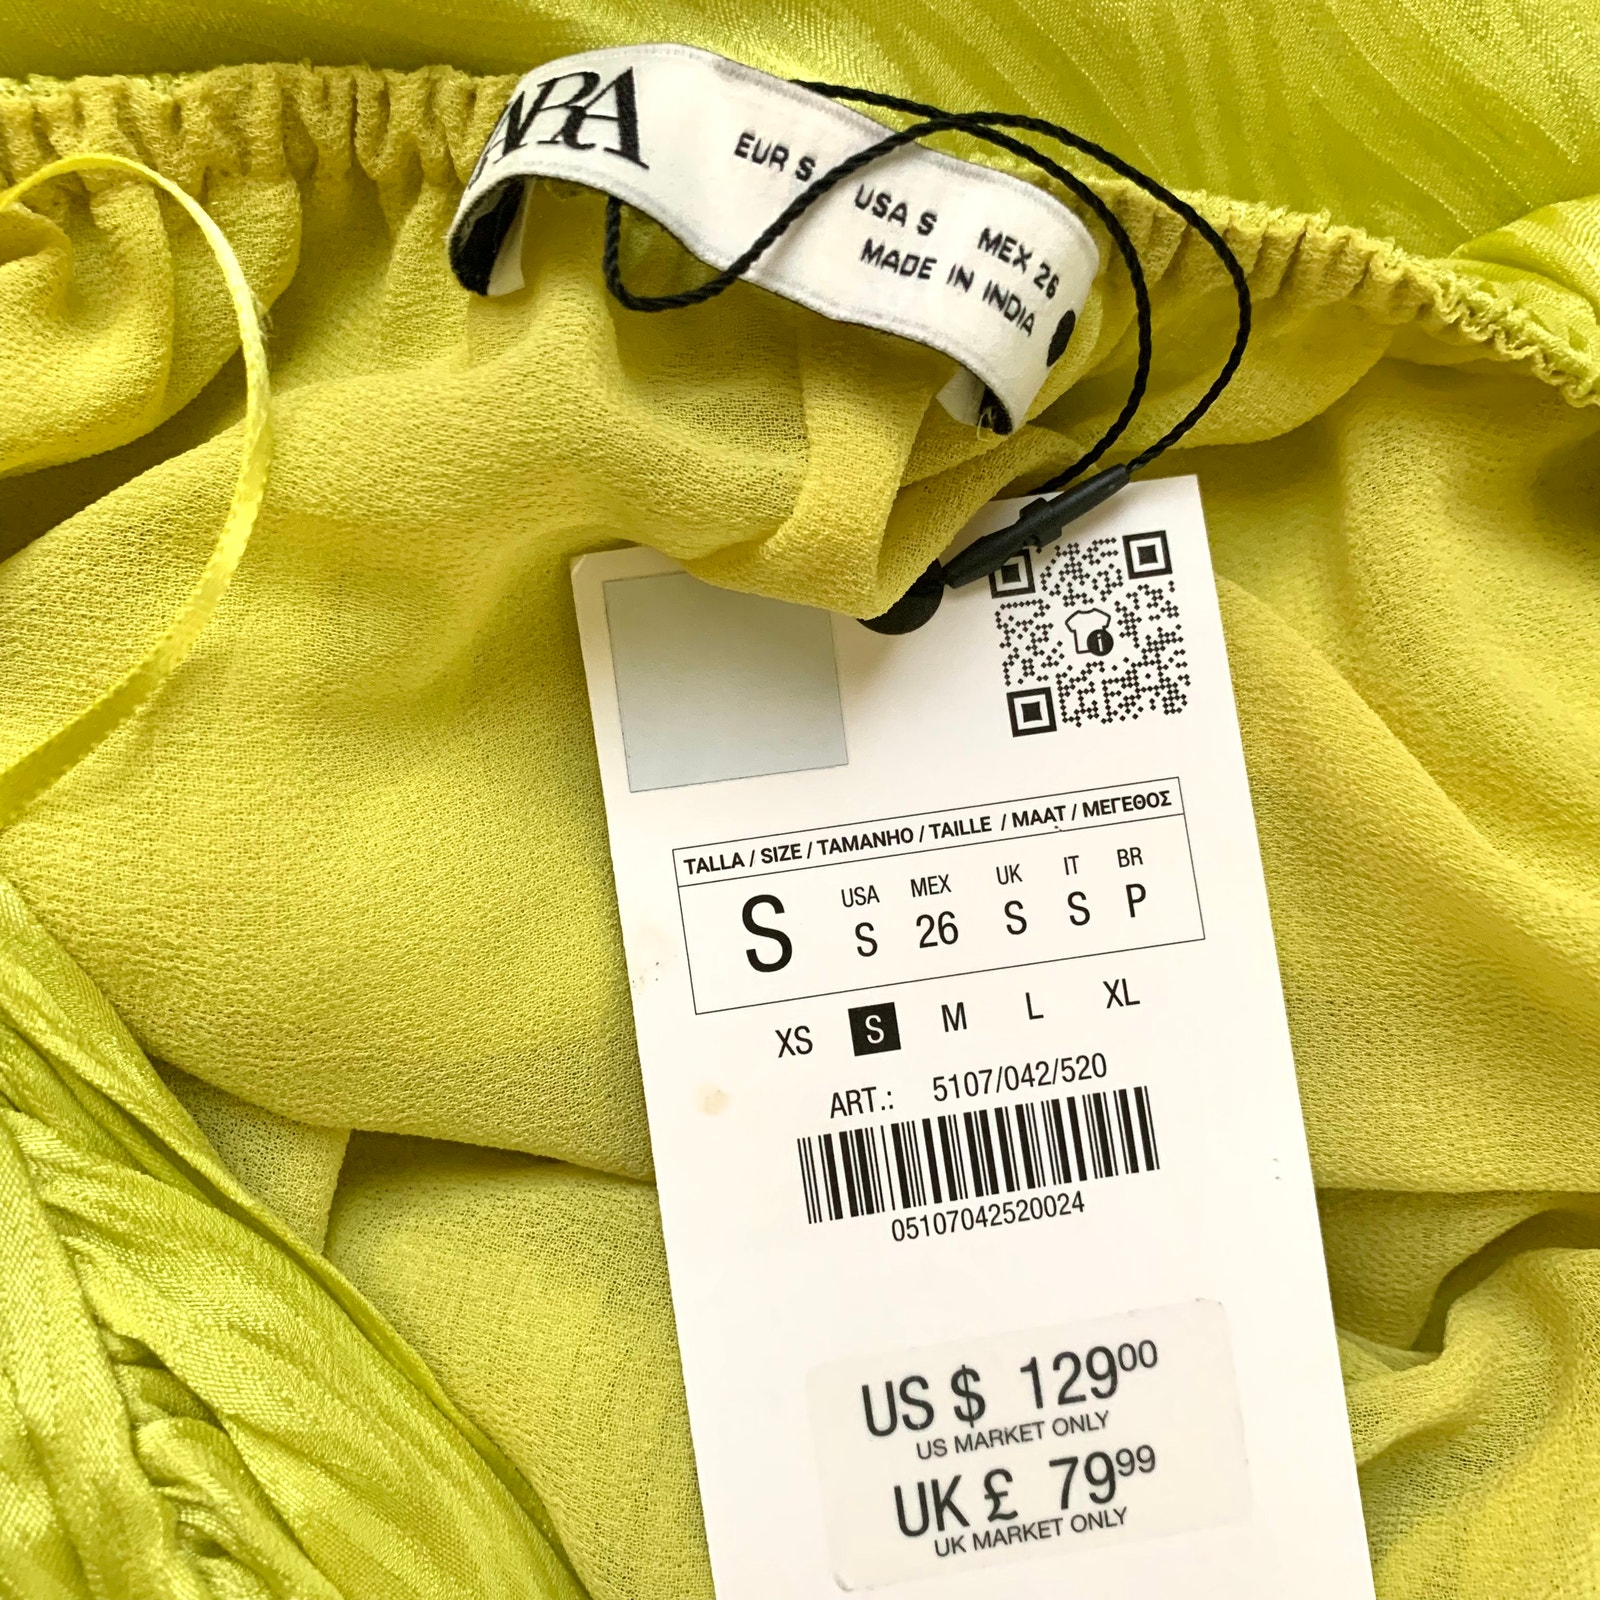 ZARA
EUR S USA S MEX 26
MADE IN INDIA
TALLA / SIZE / TAMANHO / TAILLE / MAAT / ΜΕΓΕΘΟΣ
USA MEX UK IT BR
S S 26 S S P
XS S M L XL
ART.: 5107/042/520
05107042520024
US $ 12900
US MARKET ONLY
UK £ 7999
UK MARKET ONLY